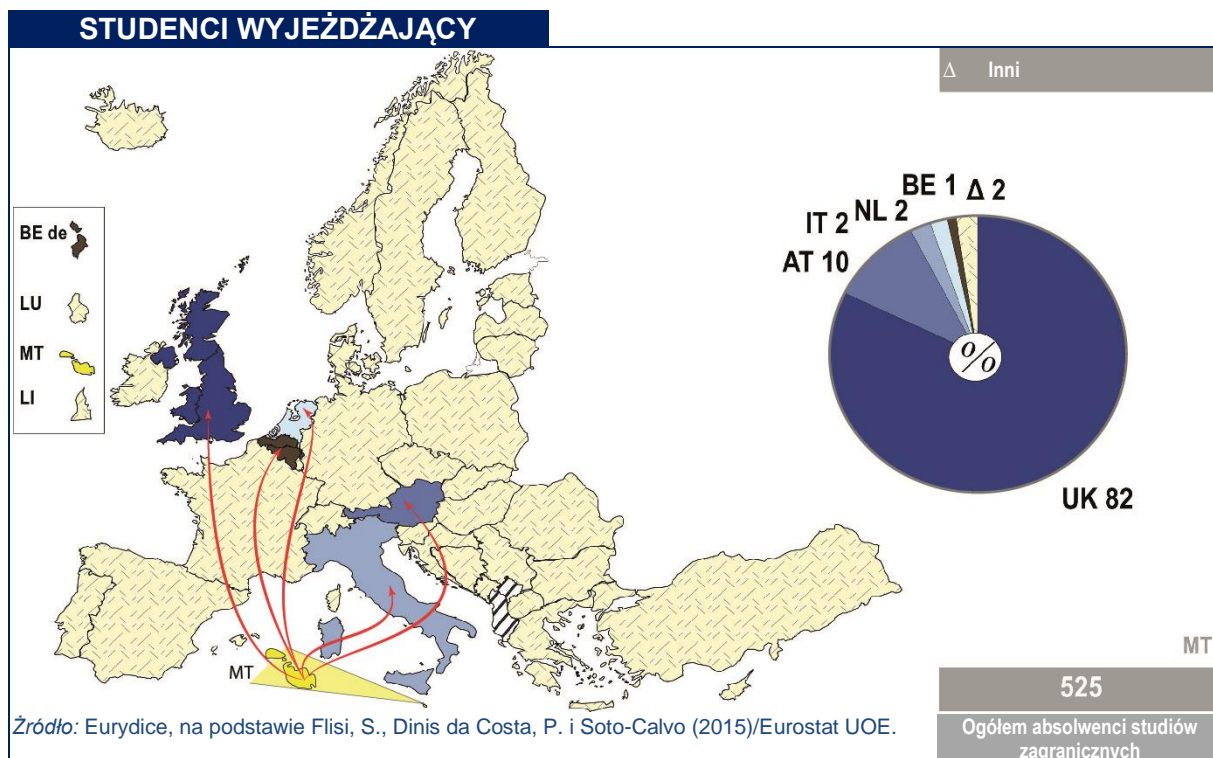 STUDENCI WYJEŻDŻAJĄCY
Δ Inni
BE de
LU
MT
LI
BE 1
Δ 2
NL 2
IT 2
AT 10
%
UK 82
MT
MT
525
Ogółem absolwenci studiów
zagranicznych
Źródło: Eurydice, na podstawie Flisi, S., Dinis da Costa, P. i Soto-Calvo (2015)/Eurostat UOE.